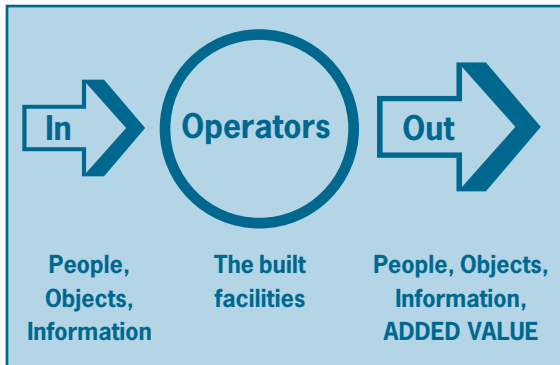 In
Operators
Out
People,
Objects,
Information
The built
facilities
People, Objects,
Information,
ADDED VALUE